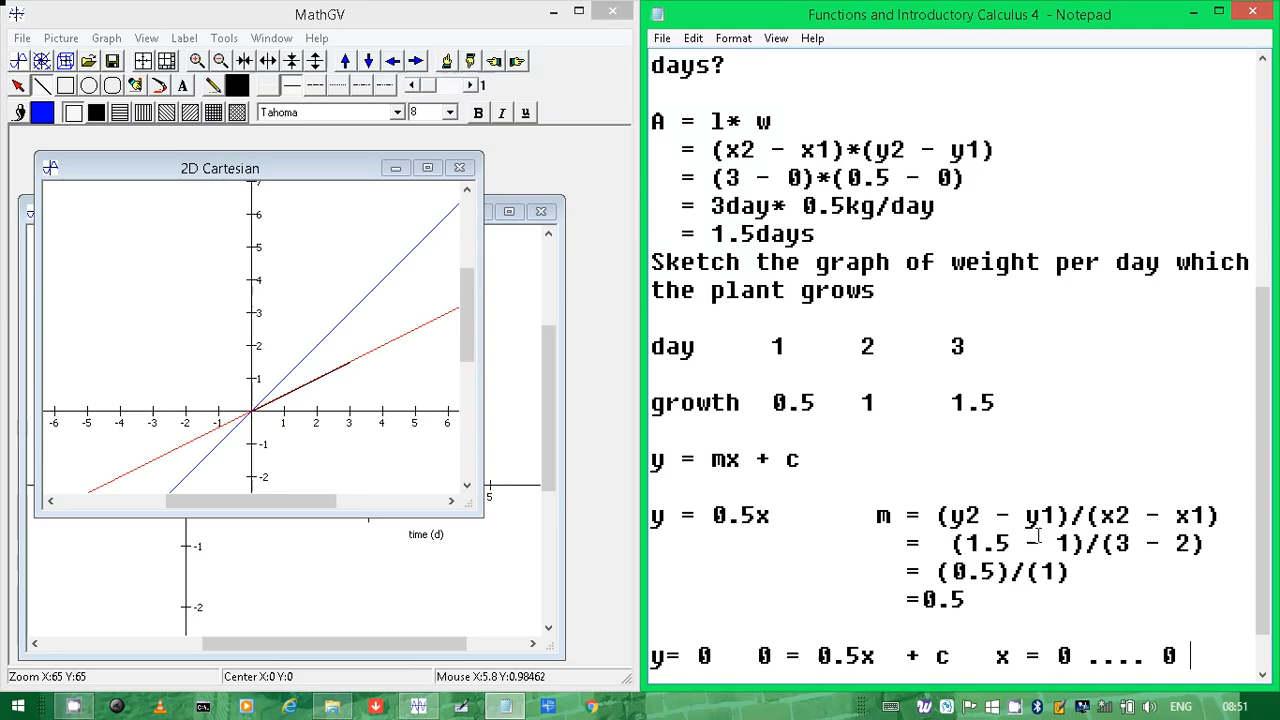 MathGV
File Picture Graph View Label Tools Window Help
1
Tahoma 8 B I u
2D Cartesian
7
6
5
4
3
2
1
-6 -5 -4 -3 -2 -1 1 2 3 4 5 6
-1
-2
5
time (d)
-1
-2
Zoom X:65 Y:65 Center X:0 Y:0 Mouse X:5.8 Y:0.98462
Functions and Introductory Calculus 4 - Notepad
File Edit Format View Help
days?
A = l* w
= (x2 - x1)*(y2 - y1)
= (3 - 0)*(0.5 - 0)
= 3day* 0.5kg/day
= 1.5days
Sketch the graph of weight per day which
the plant grows
day 1 2 3
growth 0.5 1 1.5
y = mx + c
y = 0.5x m = (y2 - y1)/(x2 - x1)
= (1.5 - 1)/(3 - 2)
= (0.5)/(1)
=0.5
y= 0 0 = 0.5x + c x = 0 .... 0
ENG 08:51